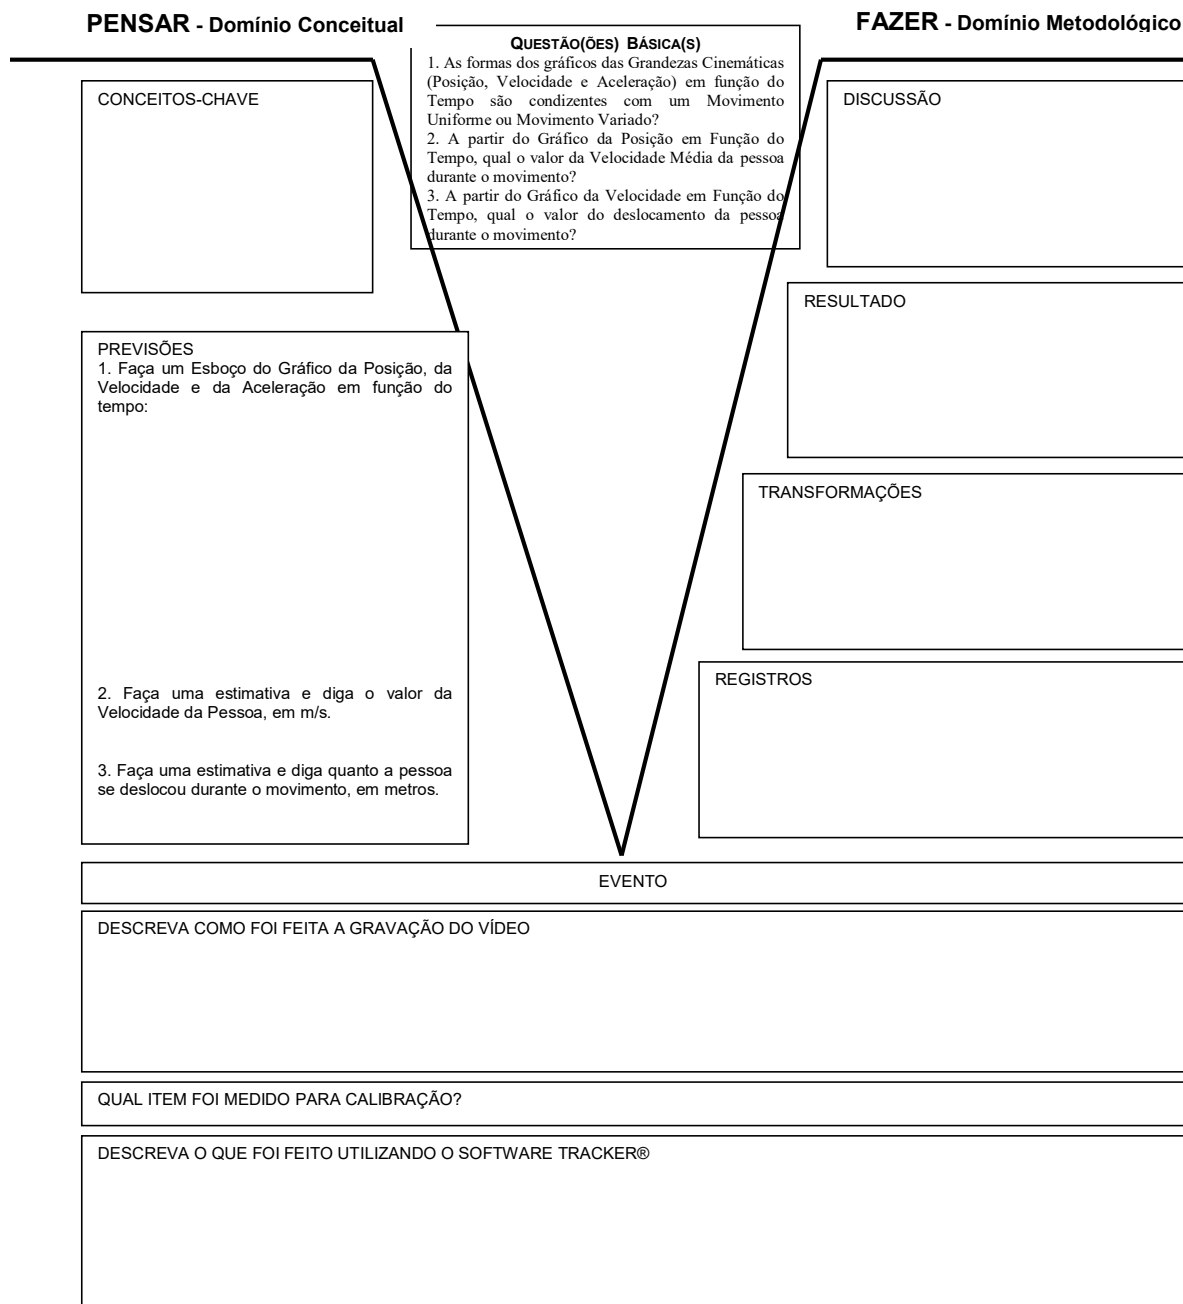 PENSAR - Domínio Conceitual
FAZER - Domínio Metodológico
QUESTÃO(ÕES) BÁSICA(S)
1. As formas dos gráficos das Grandezas Cinemáticas
(Posição, Velocidade e Aceleração) em função do
Tempo são condizentes com um Movimento
Uniforme ou Movimento Variado?
2. A partir do Gráfico da Posição em Função do
Tempo, qual o valor da Velocidade Média da pessoa
durante o movimento?
3. A partir do Gráfico da Velocidade em Função do
Tempo, qual o valor do deslocamento da pessoa
durante o movimento?
CONCEITOS-CHAVE
PREVISÕES
1. Faça um Esboço do Gráfico da Posição, da
Velocidade e da Aceleração em função do
tempo:
2. Faça uma estimativa e diga o valor da
Velocidade da Pessoa, em m/s.
3. Faça uma estimativa e diga quanto a pessoa
se deslocou durante o movimento, em metros.
DISCUSSÃO
RESULTADO
TRANSFORMAÇÕES
REGISTROS
EVENTO
DESCREVA COMO FOI FEITA A GRAVAÇÃO DO VÍDEO
QUAL ITEM FOI MEDIDO PARA CALIBRAÇÃO?
DESCREVA O QUE FOI FEITO UTILIZANDO O SOFTWARE TRACKER®